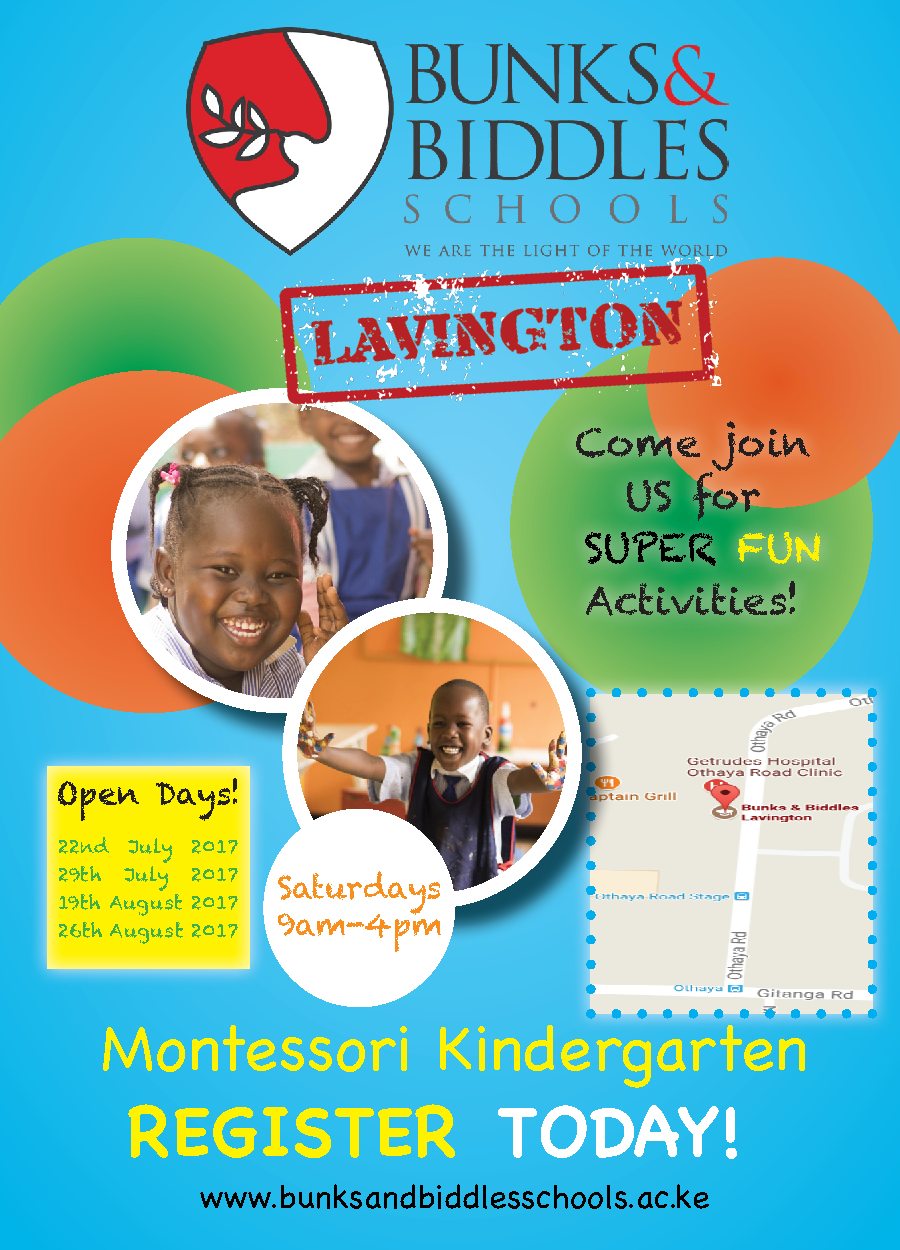 BUNKS&
BIDDLES
SCHOOLS
WE ARE THE LIGHT OF THE WORLD
LAVINGTON
Come join
US for
SUPER FUN
Activities!
Open Days!
22nd July 2017
29th July 2017
19th August 2017
26th August 2017
Saturdays
9am-4pm
Othaya Rd
Oth
Getrudes Hospital
Othaya Road Clinic
aptain Grill
Bunks & Biddles
Lavington
Othaya Road Stage
Othaya Rd
Othaya
Gitanga Rd
M
Montessori Kindergarten
REGISTER TODAY!
www.bunksandbiddlesschools.ac.ke